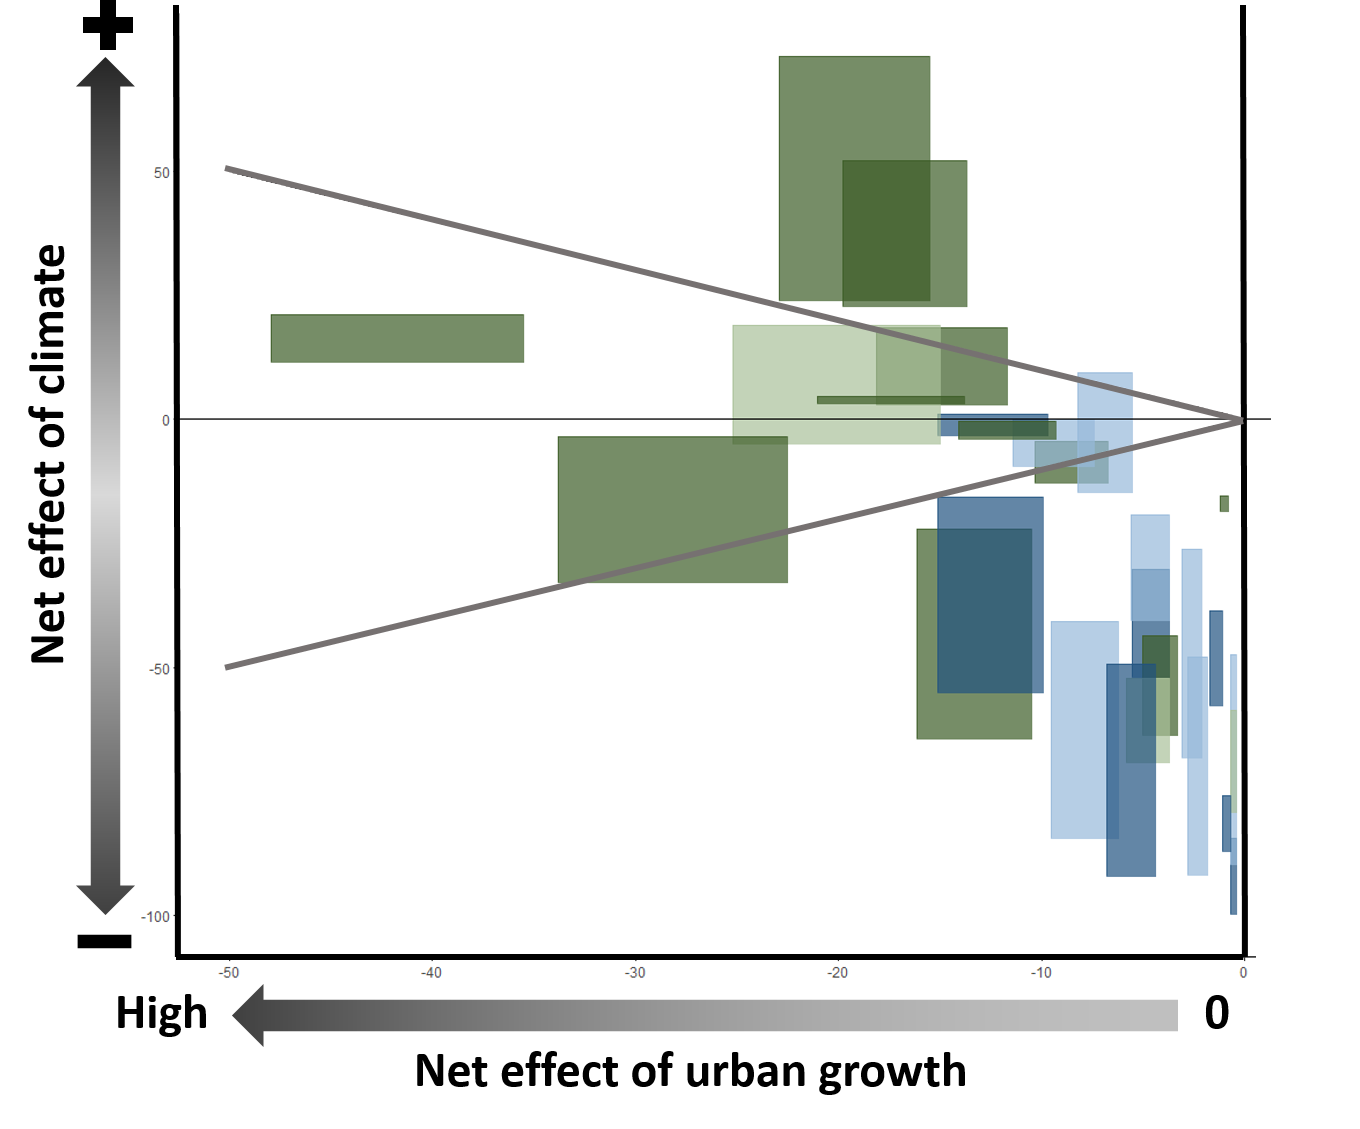 +
50
0
-50
-100
−
Net effect of climate
-50 -40 -30 -20 -10 0
High 0
Net effect of urban growth